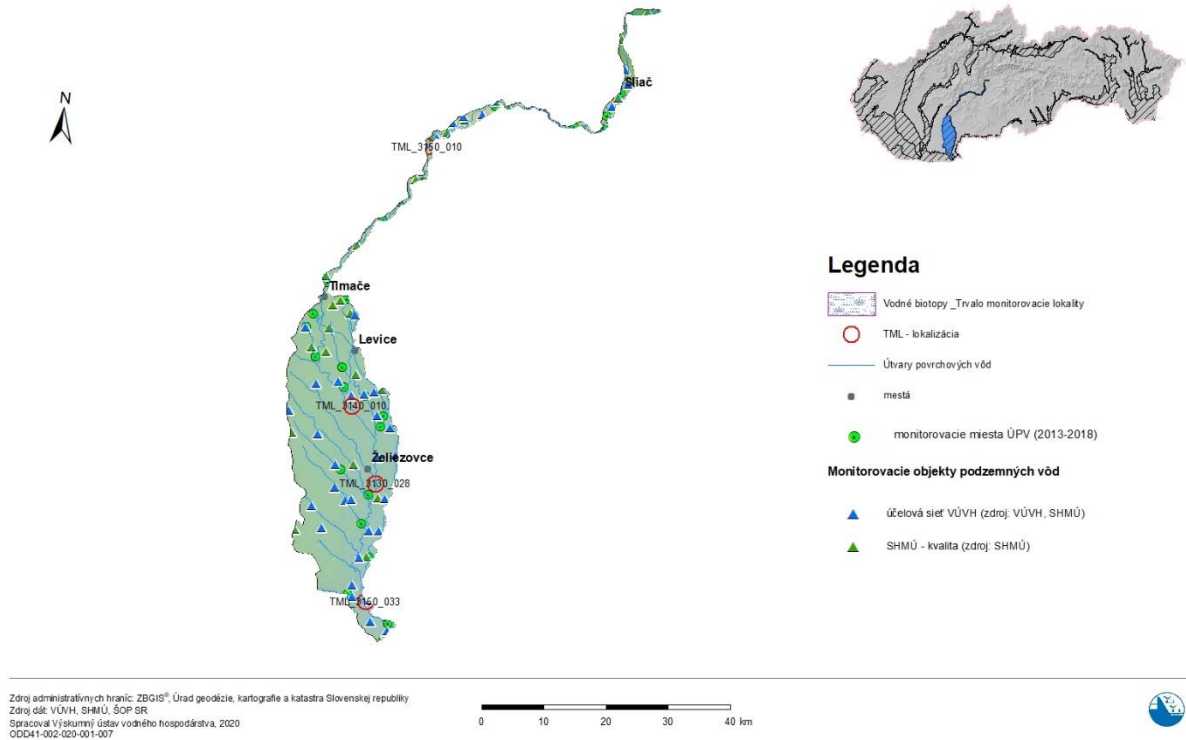 Sliač
N
TML_3150_010
Tlmače
Levice
TML_3140_010
Želiezovce
TML_3130_028
TML_3150_033
Legenda
Vodné biotopy _Trvalo monitorovacie lokality
TML - lokalizácia
Útvary povrchových vôd
mestá
monitorovacie miesta ÚPV (2013-2018)
Monitorovacie objekty podzemných vôd
účelová sieť VÚVH (zdroj: VÚVH, SHMÚ)
SHMÚ - kvalita (zdroj: SHMÚ)
Zdroj administratívnych hraníc: ZBGIS®, Úrad geodézie, kartografie a katastra Slovenskej republiky
Zdroj dát: VÚVH, SHMÚ, ŠOP SR
Spracoval Výskumný ústav vodného hospodárstva, 2020
ODD41-002-020-001-007
0 10 20 30 40 km